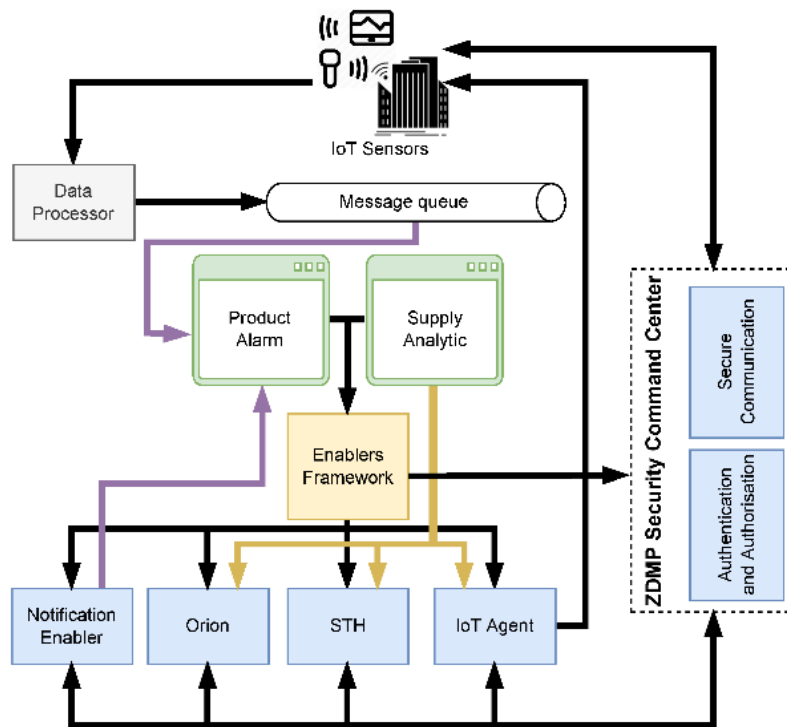 IoT Sensors
Data
Processor
Message queue
Product
Alarm
Supply
Analytic
Enablers
Framework
ZDMP Security Command Center
Secure
Communication
Authentication
and Authorisation
Notification
Enabler
Orion
STH
IoT Agent